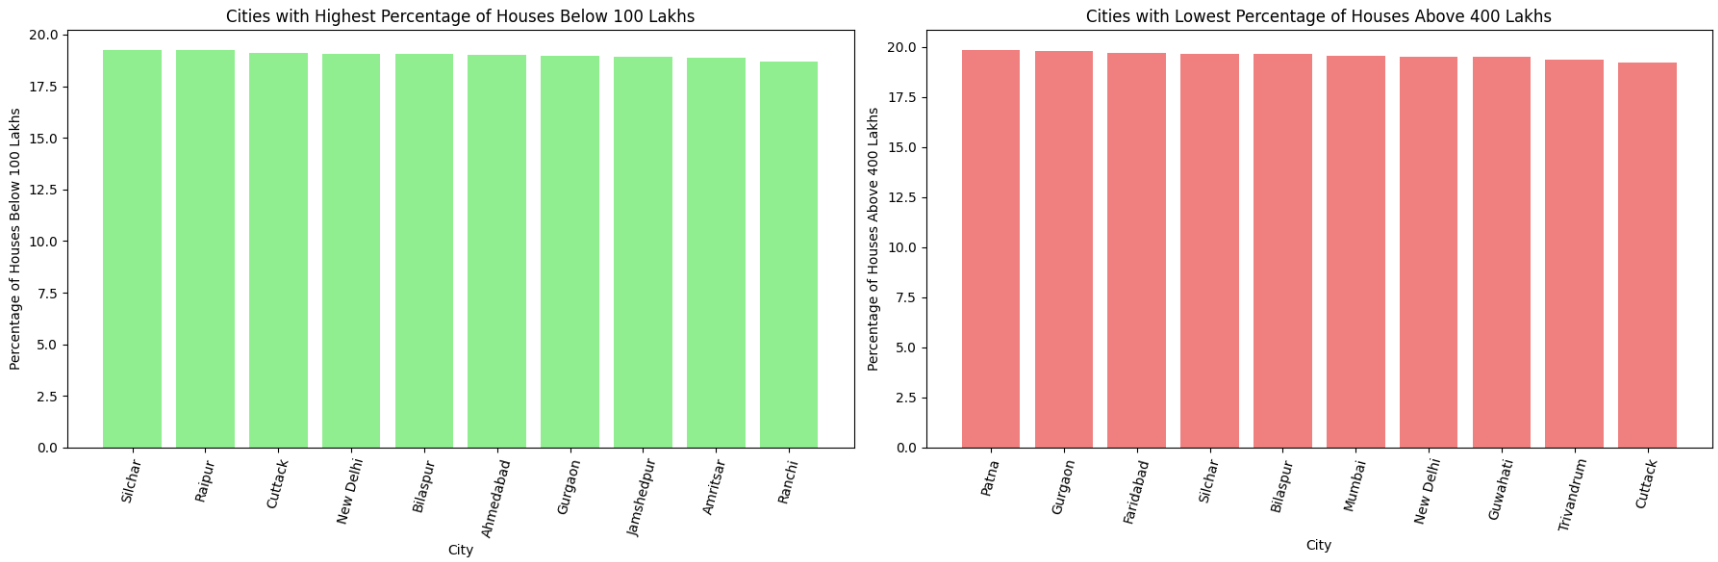 Cities with Highest Percentage of Houses Below 100 Lakhs
Percentage of Houses Below 100 Lakhs
20.0
17.5
15.0
12.5
10.0
7.5
5.0
2.5
0.0
Silchar
Raipur
Cuttack
New Delhi
Bilaspur
Ahmedabad
Gurgaon
Jamshedpur
Amritsar
Ranchi
City
Cities with Lowest Percentage of Houses Above 400 Lakhs
Percentage of Houses Above 400 Lakhs
20.0
17.5
15.0
12.5
10.0
7.5
5.0
2.5
0.0
Patna
Gurgaon
Faridabad
Silchar
Bilaspur
Mumbai
New Delhi
Guwahati
Trivandrum
Cuttack
City